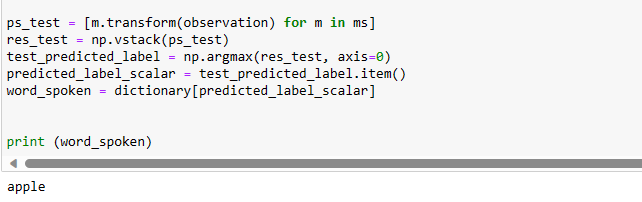 ps_test = [m.transform(observation) for m in ms]
res_test = np.vstack(ps_test)
test_predicted_label = np.argmax(res_test, axis=0)
predicted_label_scalar = test_predicted_label.item()
word_spoken = dictionary[predicted_label_scalar]
print (word_spoken)
apple